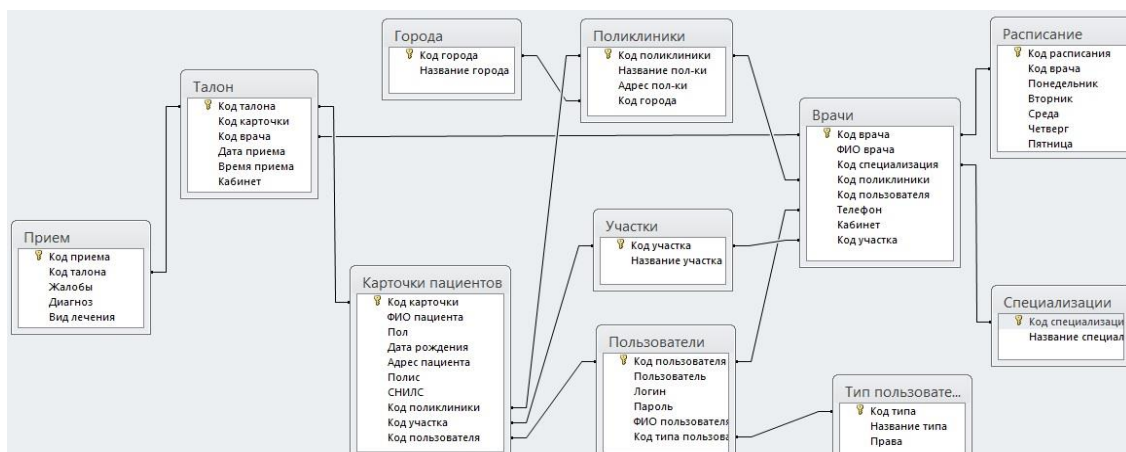 Города
Код города
Название города
Поликлиники
Код поликлиники
Название пол-ки
Адрес пол-ки
Код города
Расписание
Код расписания
Код врача
Понедельник
Вторник
Среда
Четверг
Пятница
Талон
Код талона
Код карточки
Код врача
Дата приема
Время приема
Кабинет
Врачи
Код врача
ФИО врача
Код специализация
Код поликлиники
Код пользователя
Телефон
Кабинет
Код участка
Прием
Код приема
Код талона
Жалобы
Диагноз
Вид лечения
Участки
Код участка
Название участка
Карточки пациентов
Код карточки
ФИО пациента
Пол
Дата рождения
Адрес пациента
Полис
СНИЛС
Код поликлиники
Код участка
Код пользователя
Специализации
Код специализаци
Название специал
Пользователи
Код пользователя
Пользователь
Логин
Пароль
ФИО пользователя
Код типа пользова
Тип пользовате...
Код типа
Название типа
Права